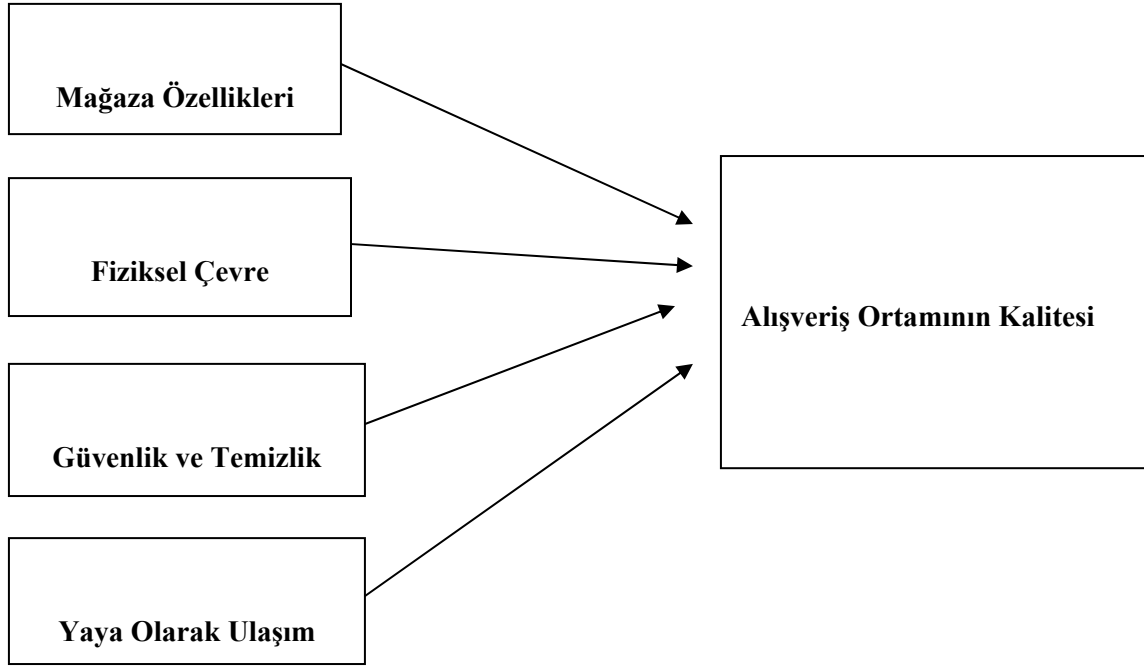 Mağaza Özellikleri
Fiziksel Çevre
Güvenlik ve Temizlik
Yaya Olarak Ulaşım
Alışveriş Ortamının Kalitesi